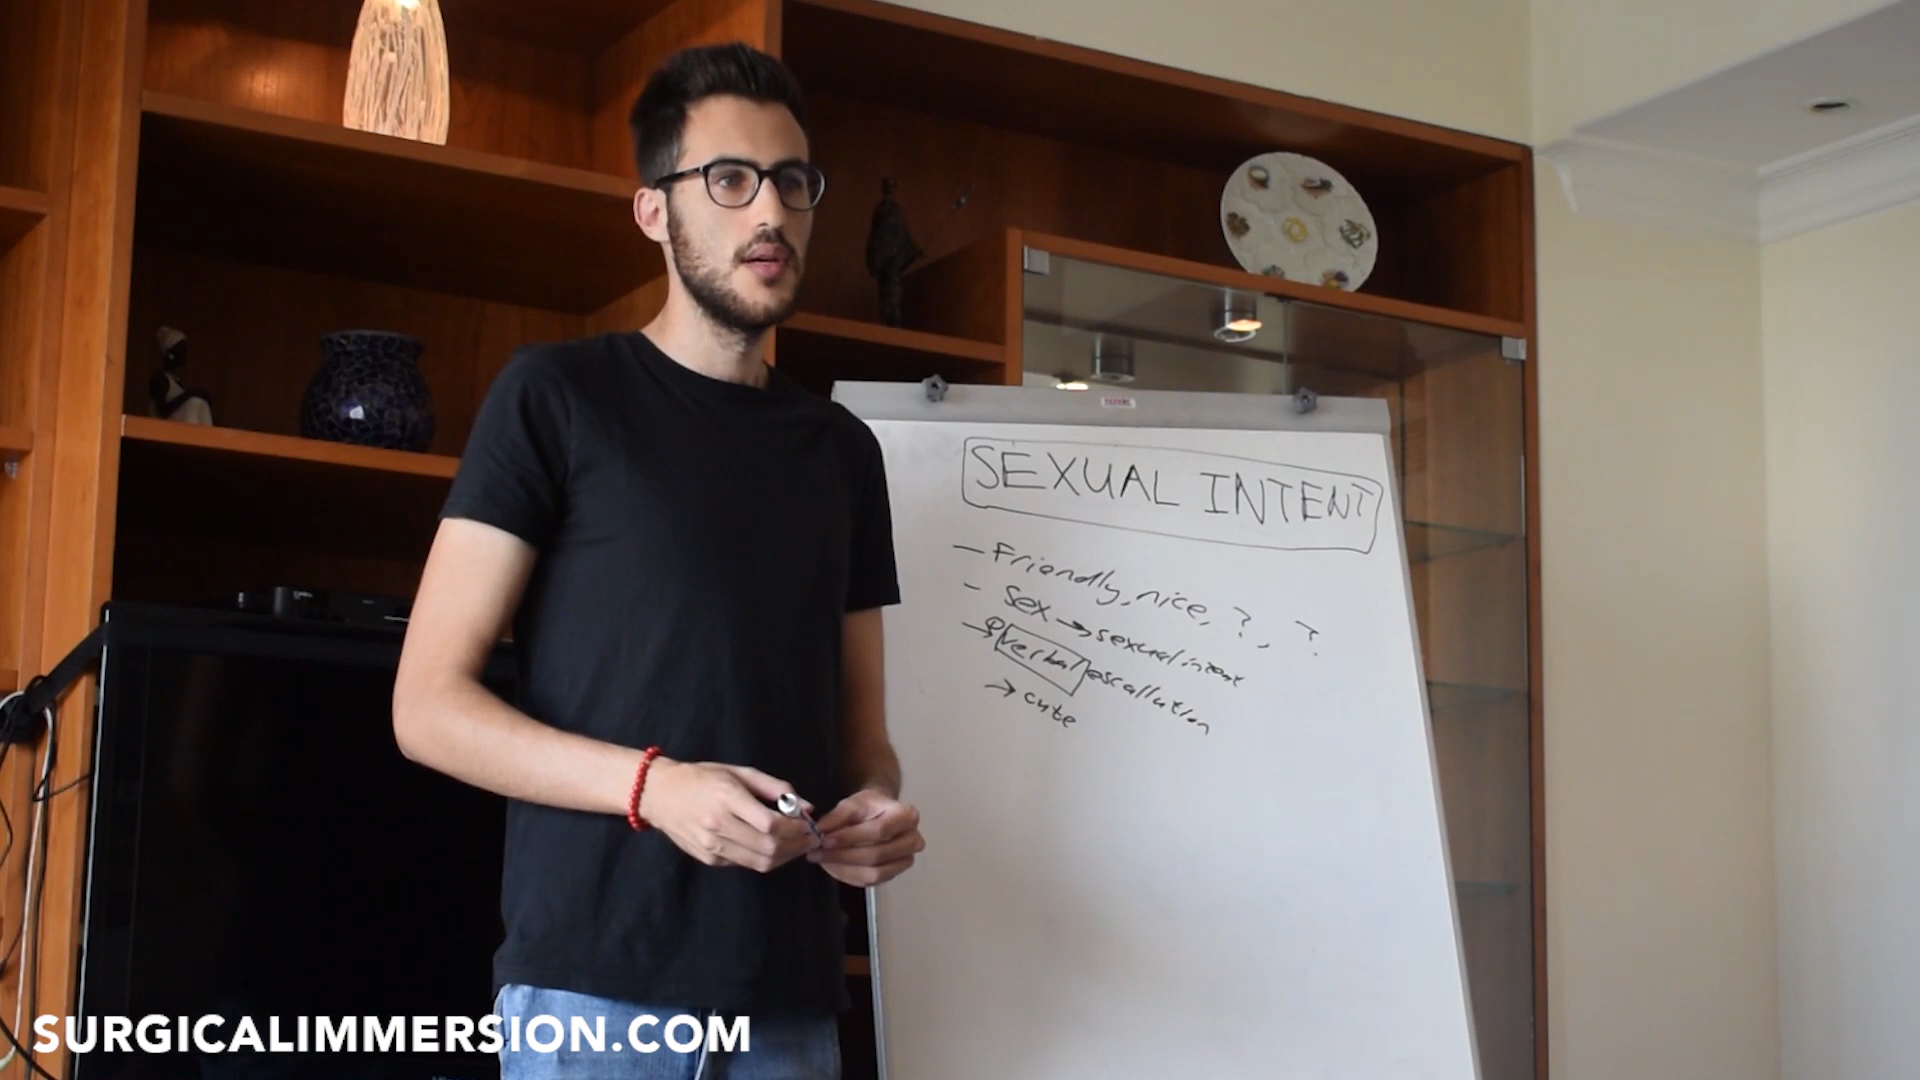 SEXUAL INTENT
— Friendly, nice, ?, ?
- sex → sexual intent
→ verbal escallution
→ cute
SURGICALIMMERSION.COM